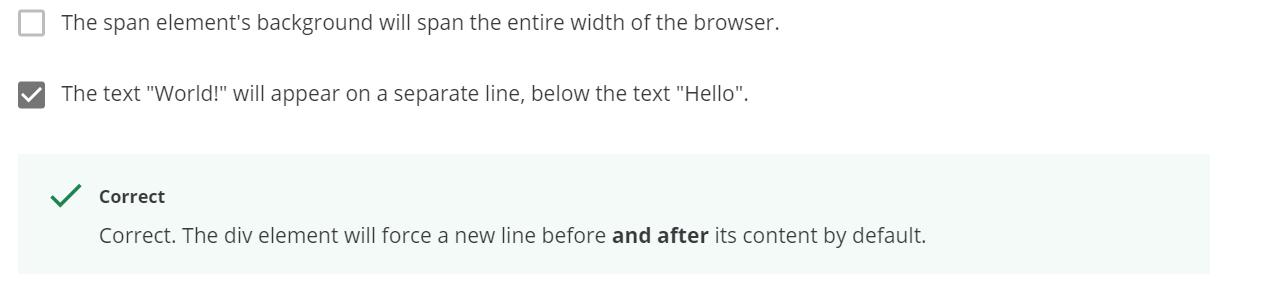 The span element's background will span the entire width of the browser.
The text "World!" will appear on a separate line, below the text "Hello".
Correct
Correct. The div element will force a new line before and after its content by default.